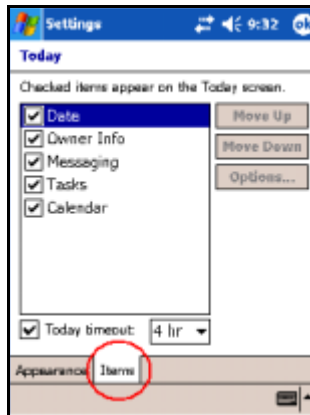 Settings 9:32 ok
Today
Checked items appear on the Today screen.
Date
Owner Info
Messaging
Tasks
Calendar
Move Up
Move Down
Options...
Today timeout: 4 hr
Appearance Items